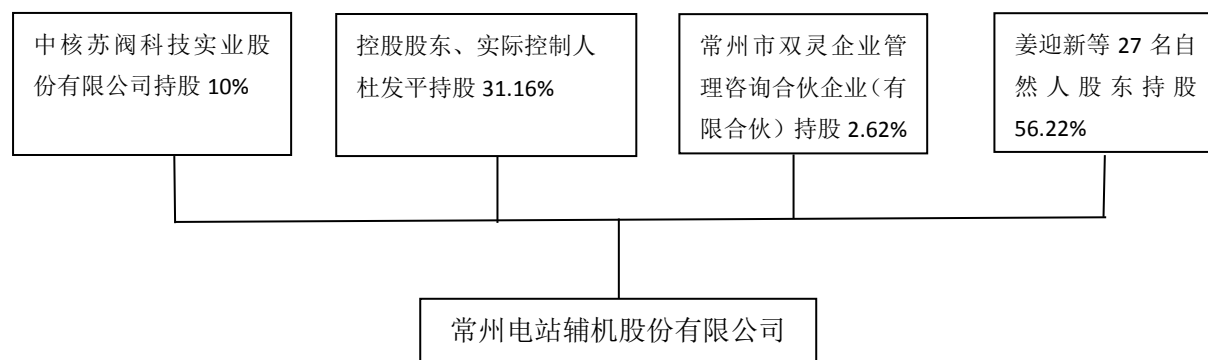 中核苏阀科技实业股
份有限公司持股 10%
控股股东、实际控制人
杜发平持股 31.16%
常州市双灵企业管
理咨询合伙企业（有
限合伙）持股 2.62%
姜迎新等 27 名自
然人股东持股
56.22%
常州电站辅机股份有限公司